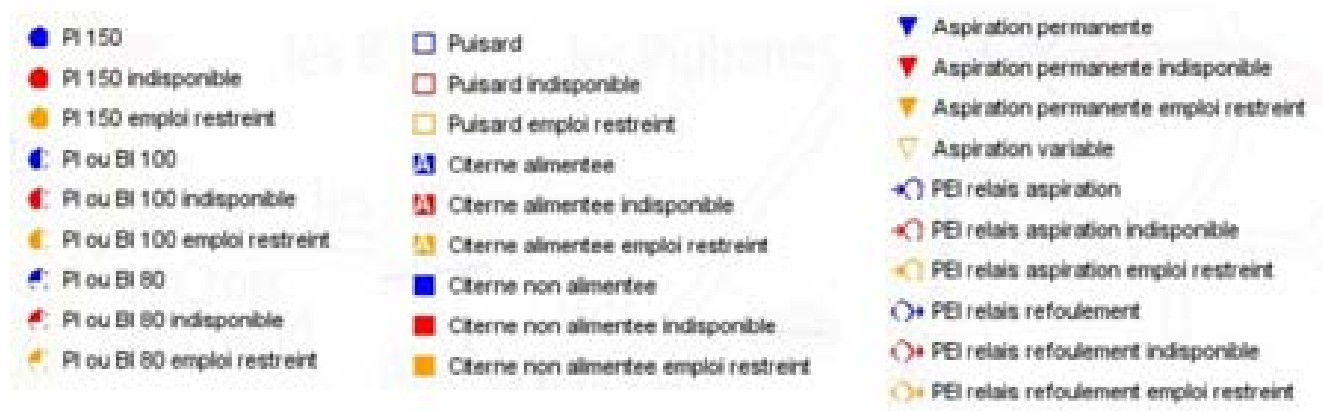 PI 150
PI 150 indisponible
PI 150 emploi restreint
PI ou BI 100
PI ou BI 100 indisponible
PI ou BI 100 emploi restreint
PI ou BI 80
PI ou BI 80 indisponible
PI ou BI 80 emploi restreint
Puisard
Puisard indisponible
Puisard emploi restreint
A Citerne alimentee
A Citerne alimentee indisponible
A Citerne alimentee emploi restreint
Citerne non alimentee
Citerne non alimentee indisponible
Citerne non alimentee emploi restreint
Aspiration permanente
Aspiration permanente indisponible
Aspiration permanente emploi restreint
Aspiration variable
PEI relais aspiration
PEI relais aspiration indisponible
PEI relais aspiration emploi restreint
PEI relais refoulement
PEI relais refoulement indisponible
PEI relais refoulement emploi restreint